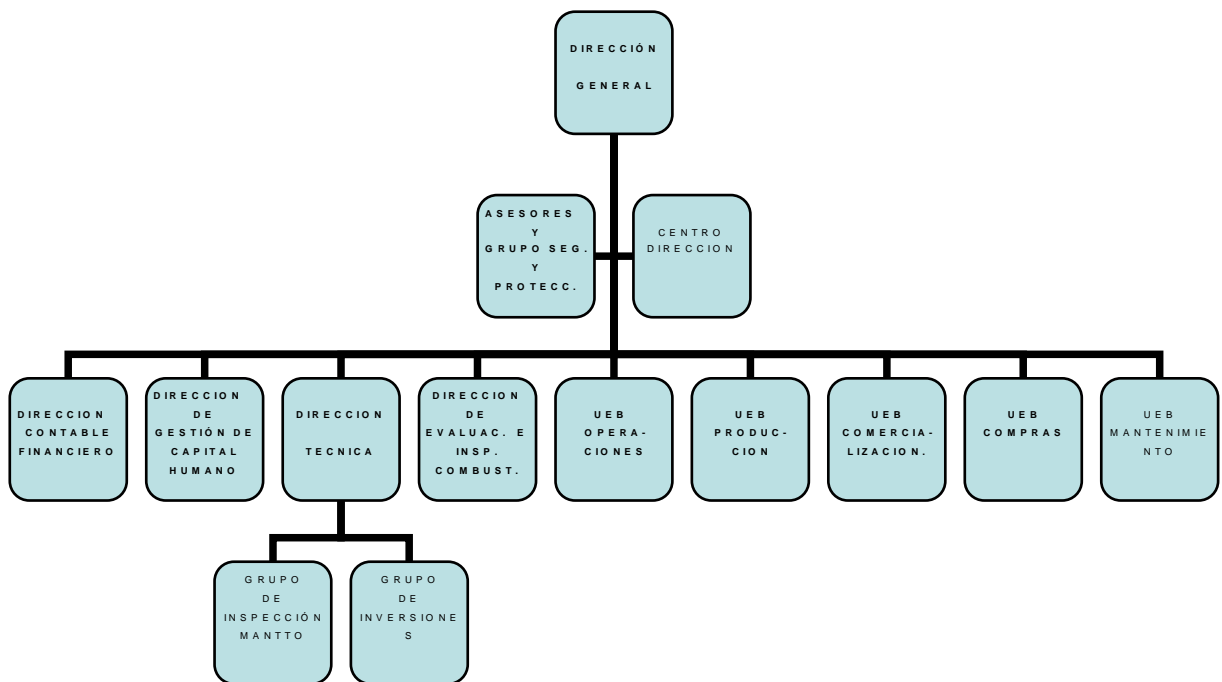 DIRECCIÓN
GENERAL
ASESORES
Y
GRUPO SEG.
Y
PROTECC.
CENTRO
DIRECCION
DIRECCION
CONTABLE
FINANCIERO
DIRECCION
DE
GESTIÓN DE
CAPITAL
HUMANO
DIRECCION
TECNICA
DIRECCION
DE
EVALUAC. E
INSP.
COMBUST.
UEB
OPERA-
CIONES
UEB
PRODUC-
CION
UEB
COMERCIA-
LIZACION.
UEB
COMPRAS
UEB
MANTENIMIE
NTO
GRUPO
DE
INSPECCIÓN
MANTTO
GRUPO
DE
INVERSIONE
S